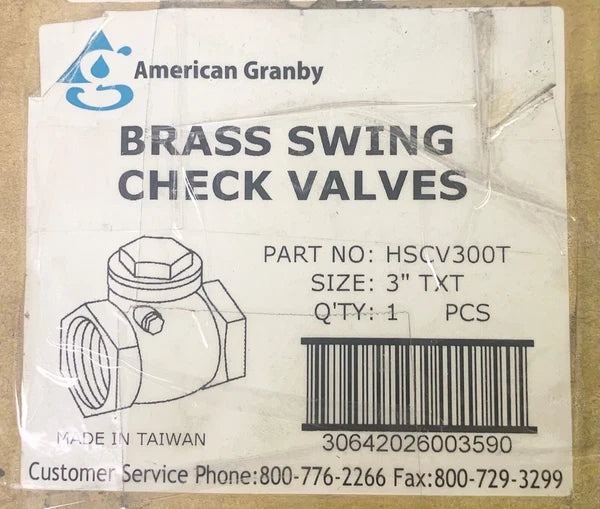 American Granby
BRASS SWING
CHECK VALVES
PART NO: HSCV300T
SIZE: 3" TXT
Q'TY: 1 PCS
MADE IN TAIWAN
30642026003590
Customer Service Phone:800-776-2266 Fax:800-729-3299